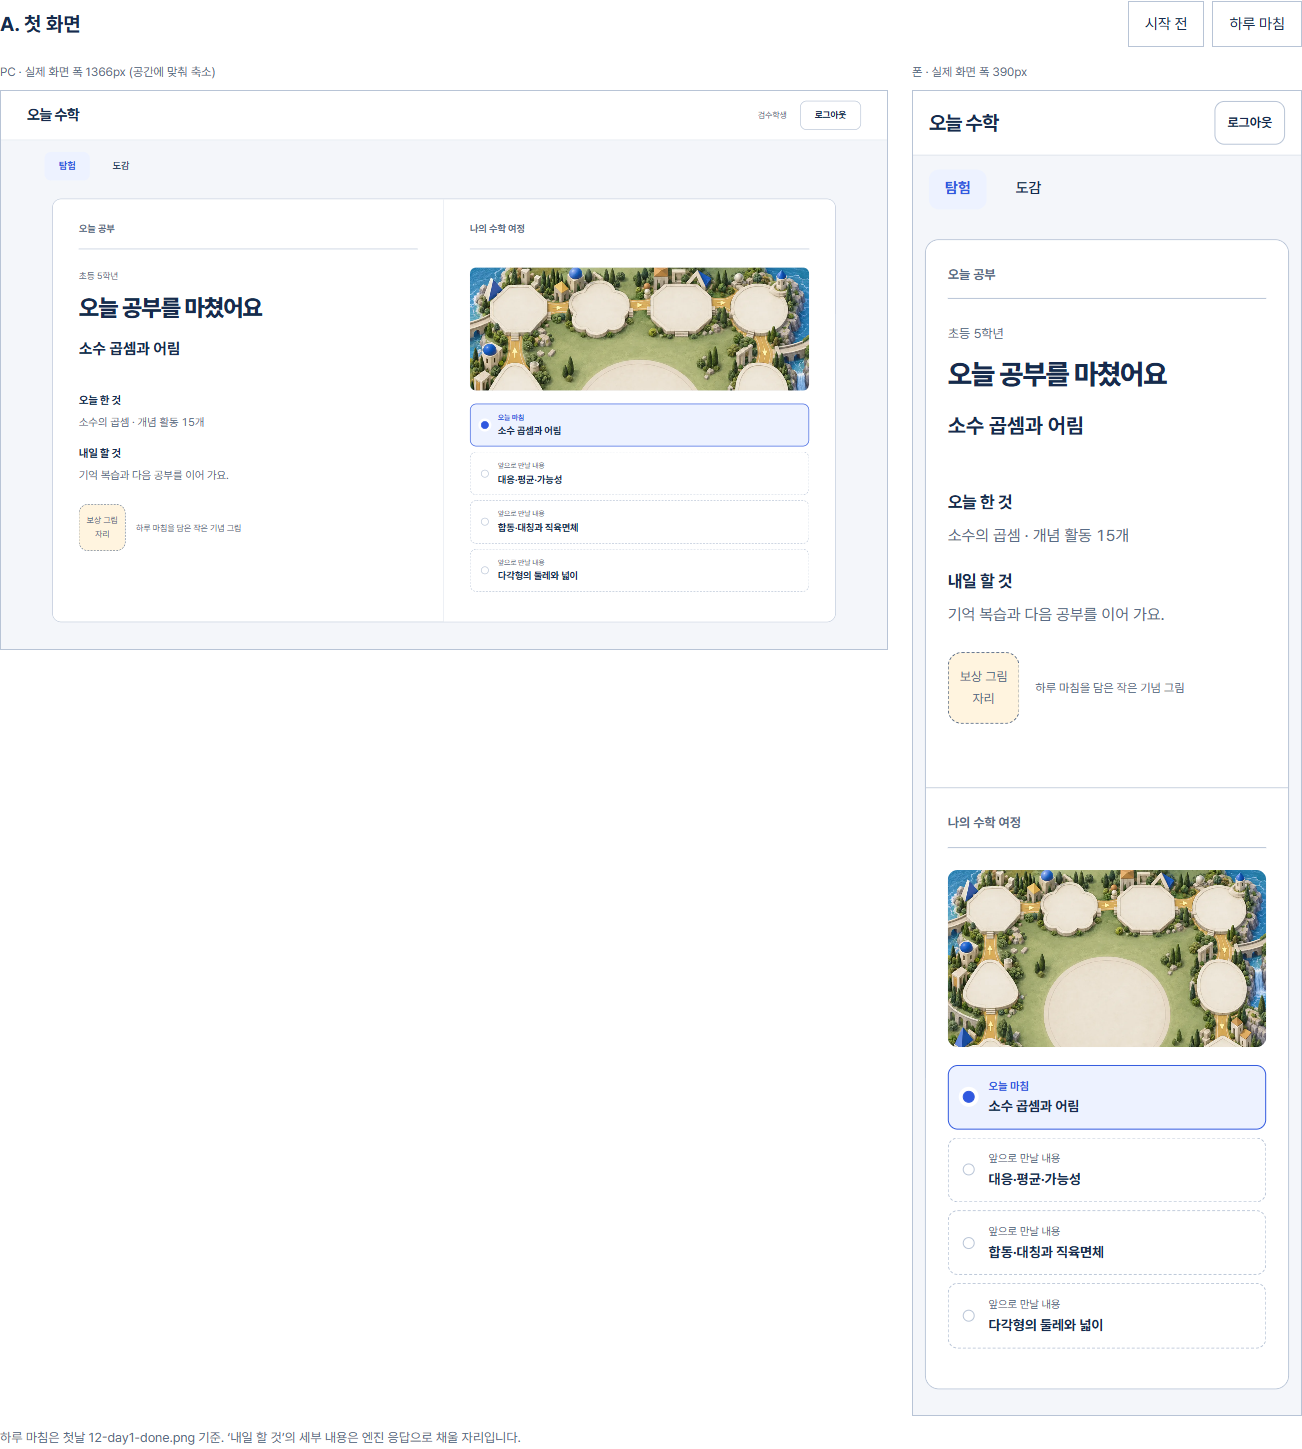 A. 첫 화면
시작 전
하루 마침
PC · 실제 화면 폭 1366px (공간에 맞춰 축소)
오늘 수학
검수학생
로그아웃
탐험
도감
오늘 공부
초등 5학년
오늘 공부를 마쳤어요
소수 곱셈과 어림
오늘 한 것
소수의 곱셈 · 개념 활동 15개
내일 할 것
기억 복습과 다음 공부를 이어 가요.
보상 그림
자리
하루 마침을 담은 작은 기념 그림
나의 수학 여정
오늘 마침
소수 곱셈과 어림
앞으로 만날 내용
대응·평균·가능성
앞으로 만날 내용
합동·대칭과 직육면체
앞으로 만날 내용
다각형의 둘레와 넓이
폰 · 실제 화면 폭 390px
오늘 수학
로그아웃
탐험
도감
오늘 공부
초등 5학년
오늘 공부를 마쳤어요
소수 곱셈과 어림
오늘 한 것
소수의 곱셈 · 개념 활동 15개
내일 할 것
기억 복습과 다음 공부를 이어 가요.
보상 그림
자리
하루 마침을 담은 작은 기념 그림
나의 수학 여정
오늘 마침
소수 곱셈과 어림
앞으로 만날 내용
대응·평균·가능성
앞으로 만날 내용
합동·대칭과 직육면체
앞으로 만날 내용
다각형의 둘레와 넓이
하루 마침은 첫날 12-day1-done.png 기준. ‘내일 할 것’의 세부 내용은 엔진 응답으로 채울 자리입니다.